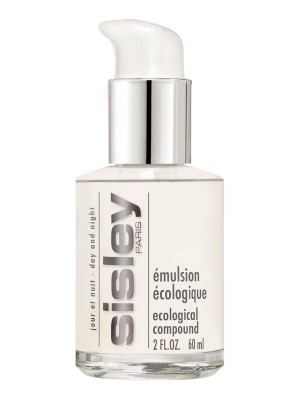 jour et nuit - day and night
sisley
PARIS
émulsion
écologique
ecological
compound
2 FL.OZ. 60 ml